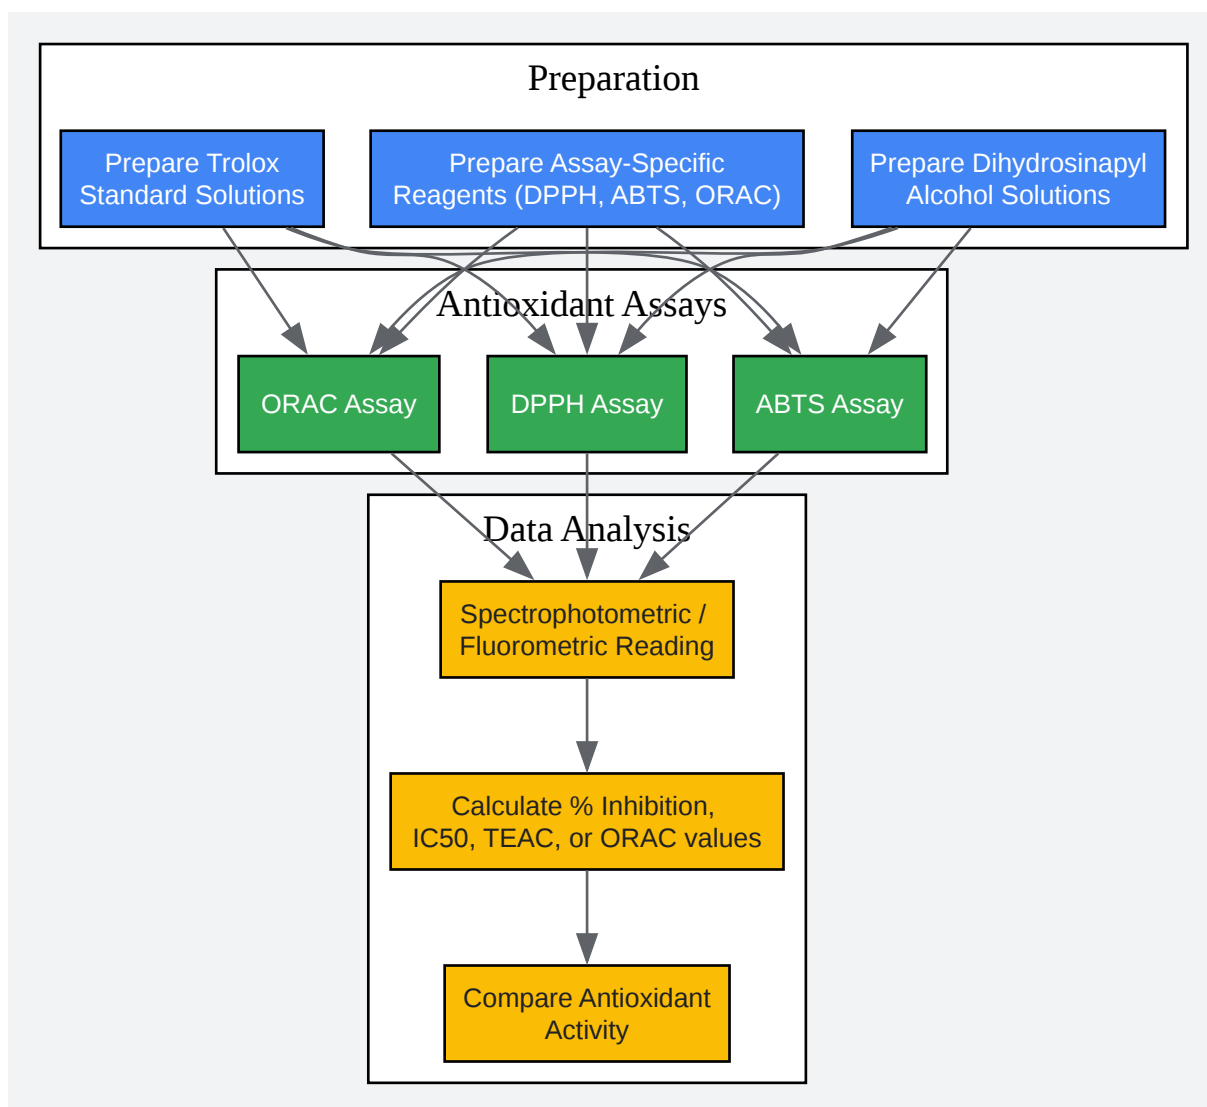 Preparation
Prepare Trolox
Standard Solutions
Prepare Assay-Specific
Reagents (DPPH, ABTS, ORAC)
Prepare Dihydrosinapyl
Alcohol Solutions
Antioxidant Assays
ORAC Assay
DPPH Assay
ABTS Assay
Data Analysis
Spectrophotometric /
Fluorometric Reading
Calculate % Inhibition,
IC50, TEAC, or ORAC values
Compare Antioxidant
Activity